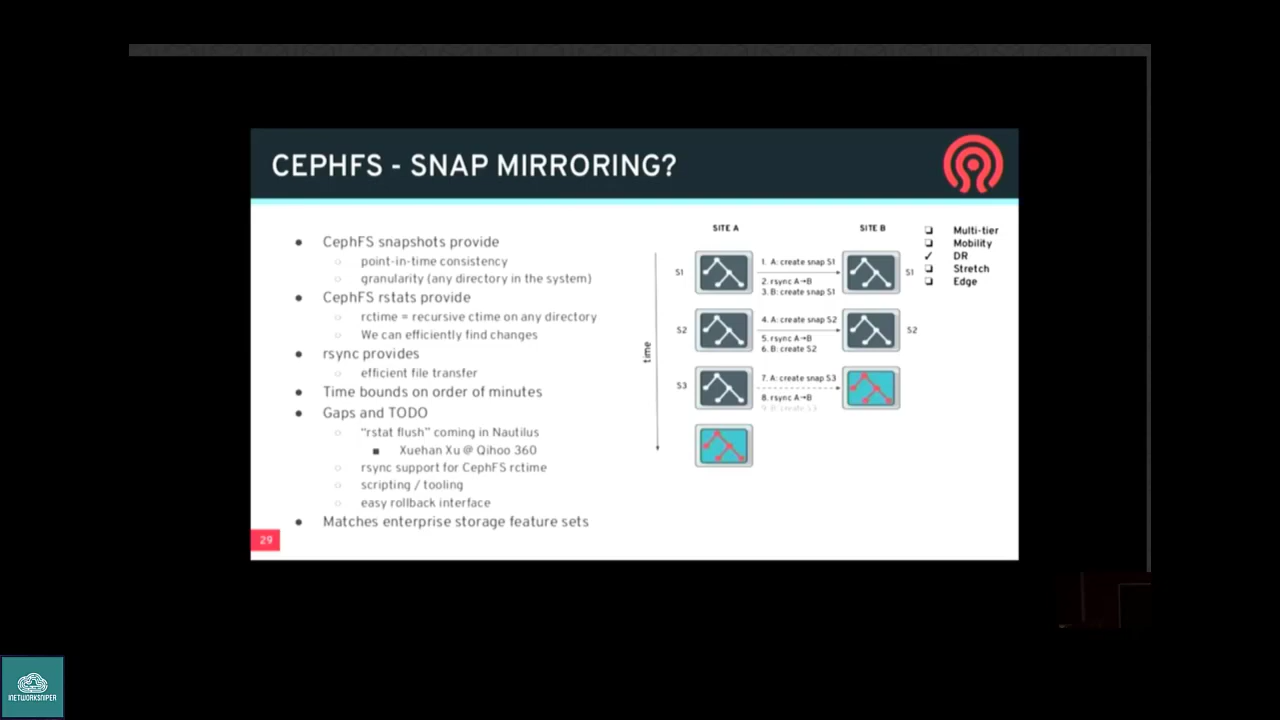 CEPHFS - SNAP MIRRORING?
● CephFS snapshots provide
○ point-in-time consistency
○ granularity (any directory in the system)
● CephFS rstats provide
○ rctime = recursive ctime on any directory
○ We can efficiently find changes
● rsync provides
○ efficient file transfer
● Time bounds on order of minutes
● Gaps and TODO
○ “rstat flush” coming in Nautilus
■ Xuehan Xu @ Qihoo 360
○ rsync support for CephFS rctime
○ scripting / tooling
○ easy rollback interface
● Matches enterprise storage feature sets
29
time
SITE A
SITE B
S1
1. A: create snap S1
2. rsync A→B
3. B: create snap S1
S1
S2
4. A: create snap S2
5. rsync A→B
6. B: create S2
S2
S3
7. A: create snap S3
8. rsync A→B
9. B: create S3
❏ Multi-tier
❏ Mobility
✓ DR
❏ Stretch
❏ Edge
INETWORKSNIPER